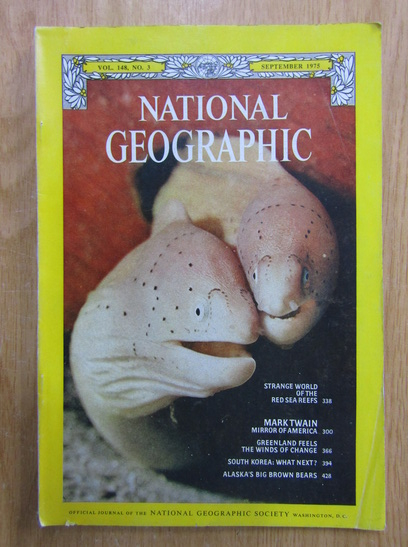 VOL. 148, NO. 3
SEPTEMBER 1975
NATIONAL
GEOGRAPHIC
STRANGE WORLD
OF THE
RED SEA REEFS 338
MARK TWAIN
MIRROR OF AMERICA 300
GREENLAND FEELS
THE WINDS OF CHANGE 366
SOUTH KOREA: WHAT NEXT? 394
ALASKA'S BIG BROWN BEARS 428
OFFICIAL JOURNAL OF THE NATIONAL GEOGRAPHIC SOCIETY WASHINGTON, D.C.